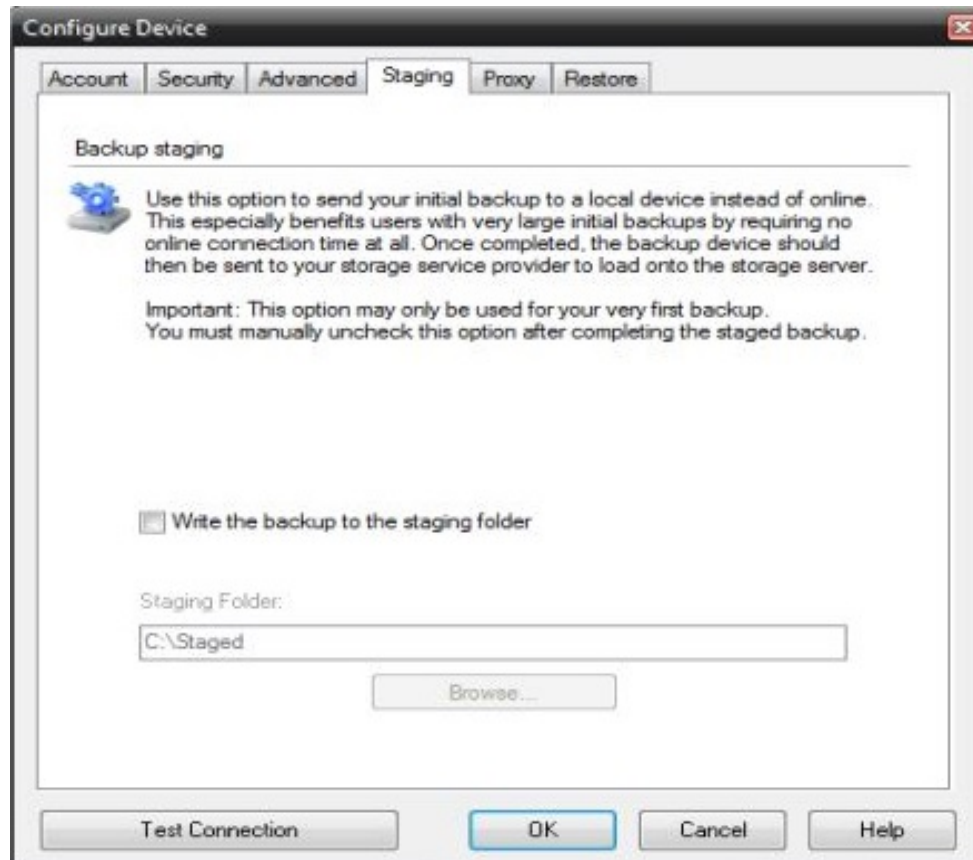 Configure Device
Account Security Advanced Staging Proxy Restore
Backup staging
Use this option to send your initial backup to a local device instead of online.
This especially benefits users with very large initial backups by requiring no
online connection time at all. Once completed, the backup device should
then be sent to your storage service provider to load onto the storage server.
Important: This option may only be used for your very first backup.
You must manually uncheck this option after completing the staged backup.
Write the backup to the staging folder
Staging Folder:
C:\Staged
Browse...
Test Connection OK Cancel Help